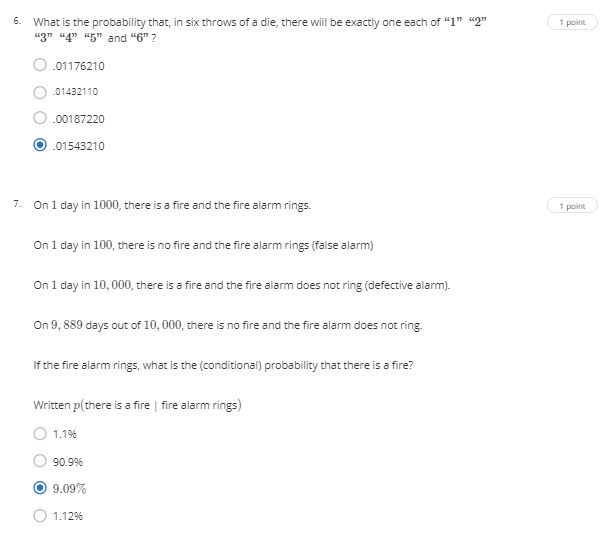 6. What is the probability that, in six throws of a die, there will be exactly one each of “1” “2” 1 point
“3” “4” “5” and “6” ?
.01176210
.01432110
.00187220
.01543210
7. On 1 day in 1000, there is a fire and the fire alarm rings. 1 point
On 1 day in 100, there is no fire and the fire alarm rings (false alarm)
On 1 day in 10, 000, there is a fire and the fire alarm does not ring (defective alarm).
On 9, 889 days out of 10, 000, there is no fire and the fire alarm does not ring.
If the fire alarm rings, what is the (conditional) probability that there is a fire?
Written p(there is a fire | fire alarm rings)
1.1%
90.9%
9.09%
1.12%